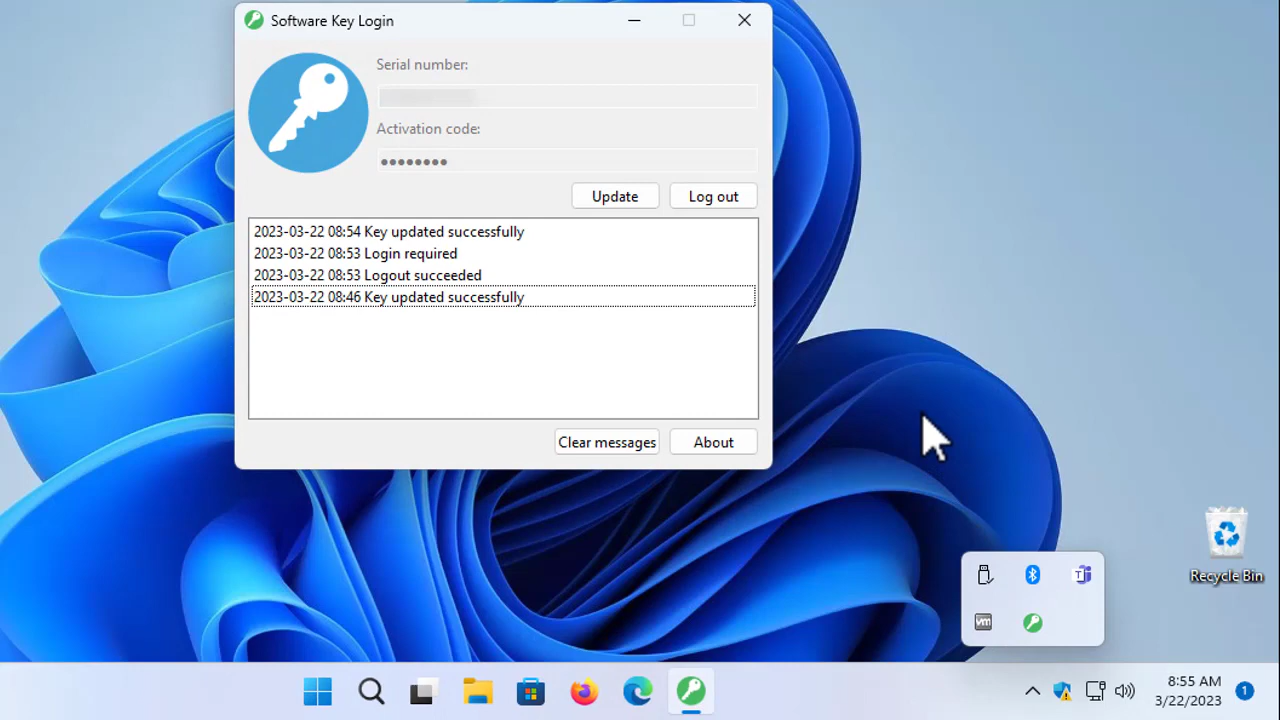 Software Key Login
Serial number:
Activation code:
Update
Log out
2023-03-22 08:54 Key updated successfully
2023-03-22 08:53 Login required
2023-03-22 08:53 Logout succeeded
2023-03-22 08:46 Key updated successfully
Clear messages
About
Recycle Bin
T
vm
8:55 AM
3/22/2023
1